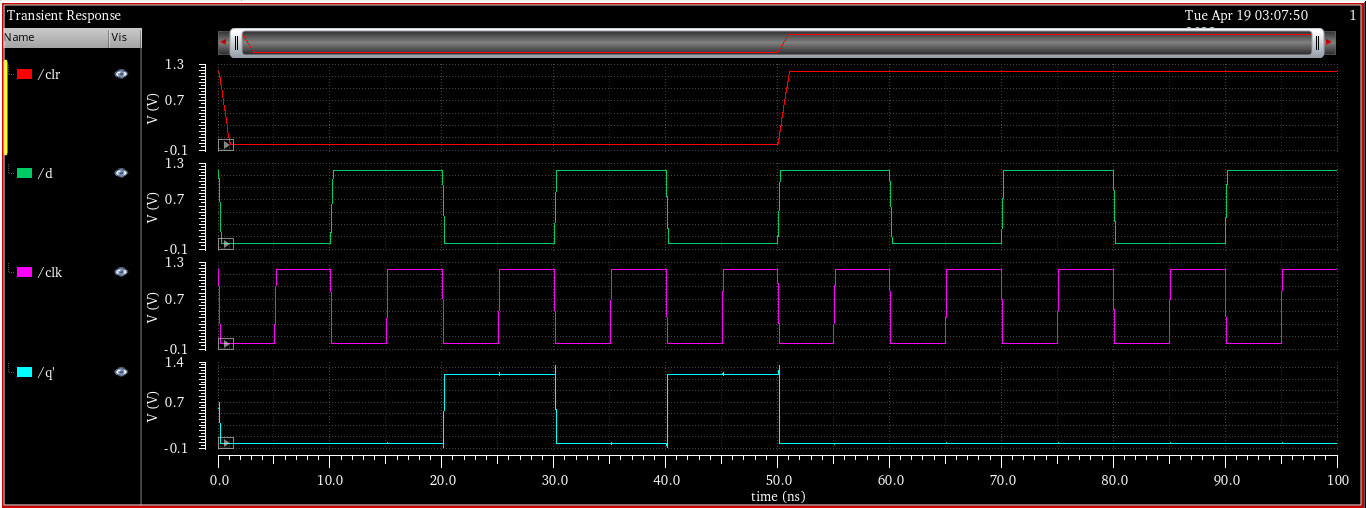 Transient Response
Tue Apr 19 03:07:50
1
Name
Vis
/clr
1.3
0.7
-0.1
V (V)
/d
1.3
0.7
-0.1
V (V)
/clk
1.3
0.7
-0.1
V (V)
/q'
1.4
0.7
-0.1
V (V)
0.0 10.0 20.0 30.0 40.0 50.0 60.0 70.0 80.0 90.0 100
time (ns)